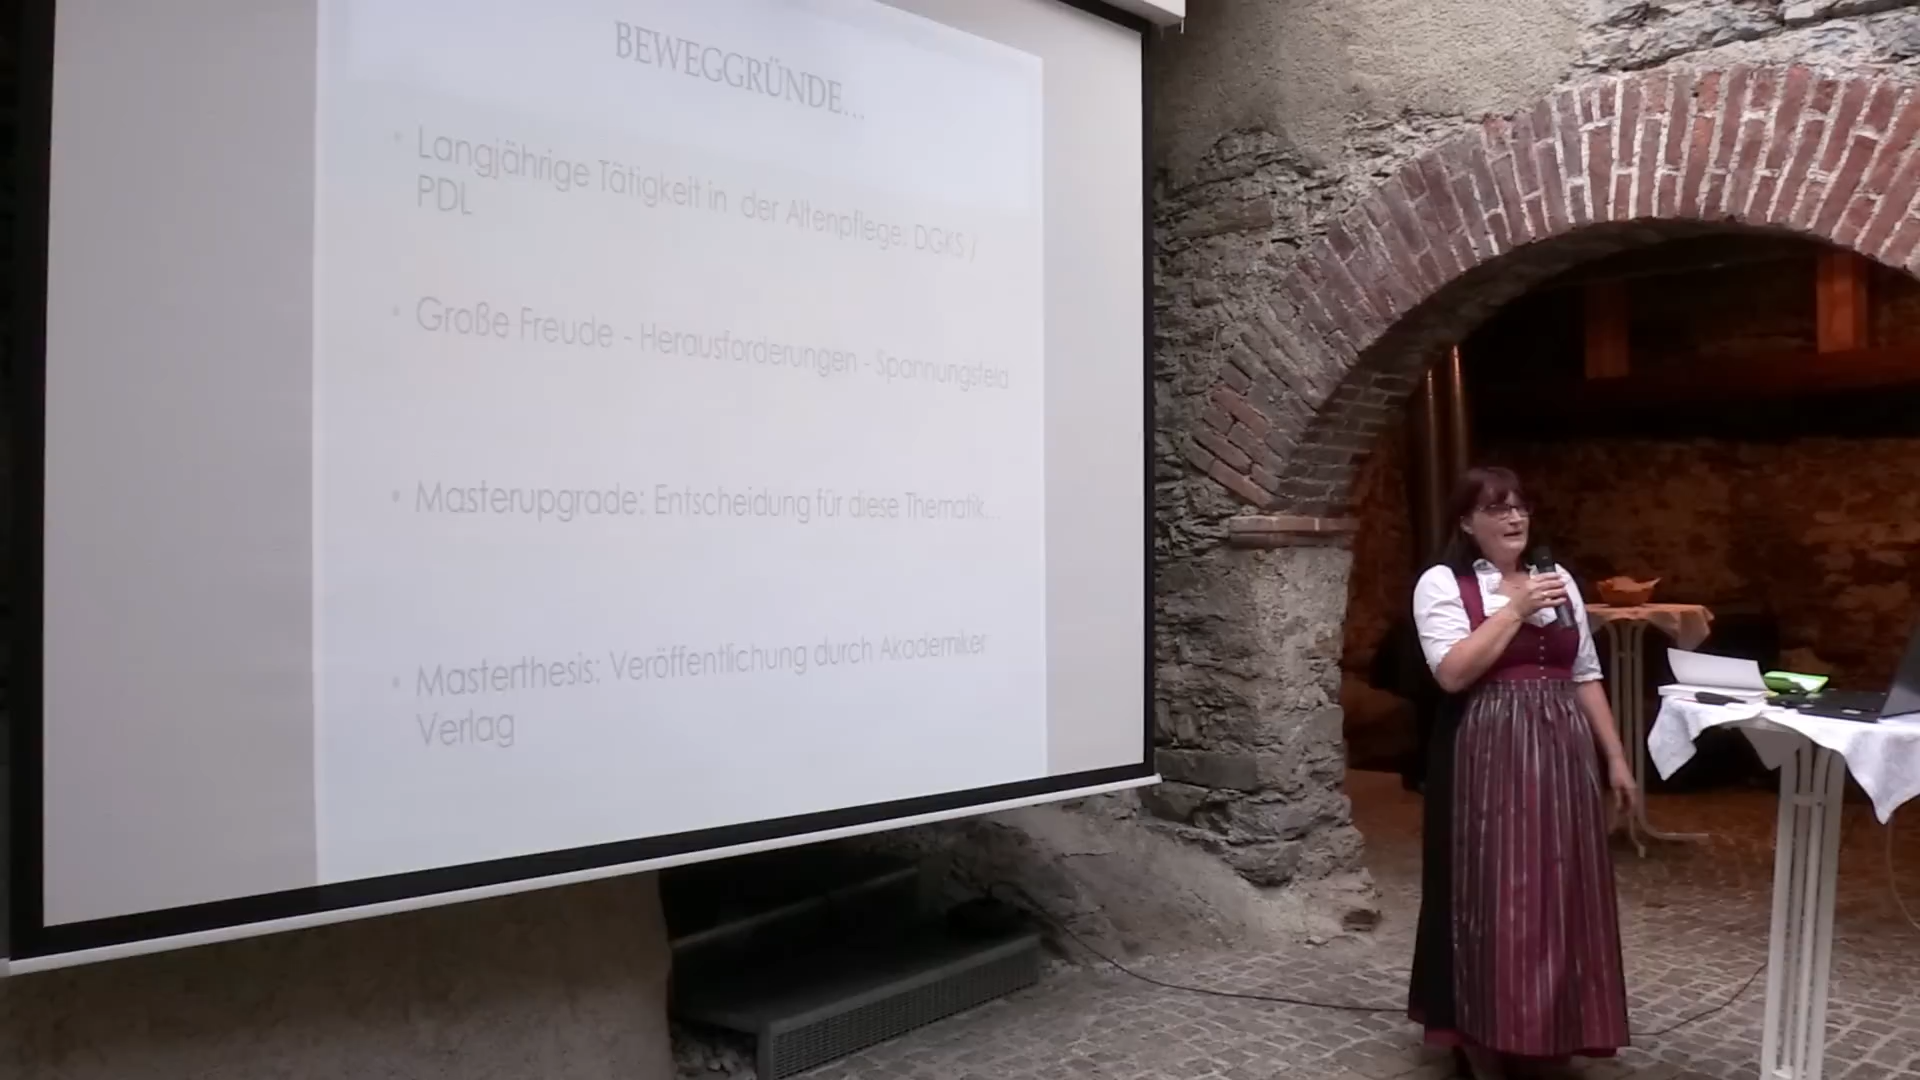 BEWEGGRÜNDE...
• Langjährige Tätigkeit in der Altenpflege: DGKS /
PDL
• Große Freude - Herausforderungen - Spannungsfeld
• Masterupgrade: Entscheidung für diese Thematik...
• Masterthesis: Veröffentlichung durch Akademiker
Verlag